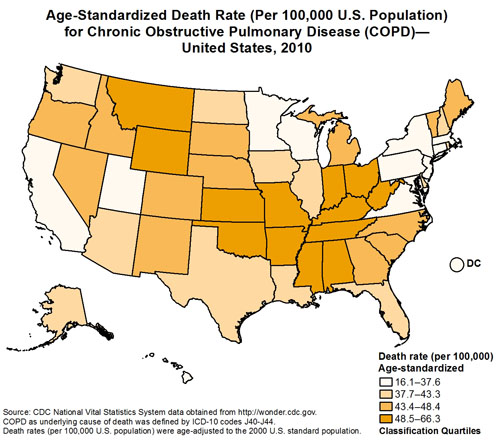 Age-Standardized Death Rate (Per 100,000 U.S. Population)
for Chronic Obstructive Pulmonary Disease (COPD)—
United States, 2010
DC
Death rate (per 100,000)
Age-standardized
16.1–37.6
37.7–43.3
43.4–48.4
48.5–66.3
Classification Quartiles
Source: CDC National Vital Statistics System data obtained from http://wonder.cdc.gov.
COPD as underlying cause of death was defined by ICD-10 codes J40-J44.
Death rates (per 100,000 U.S. population) were age-adjusted to the 2000 U.S. standard population.